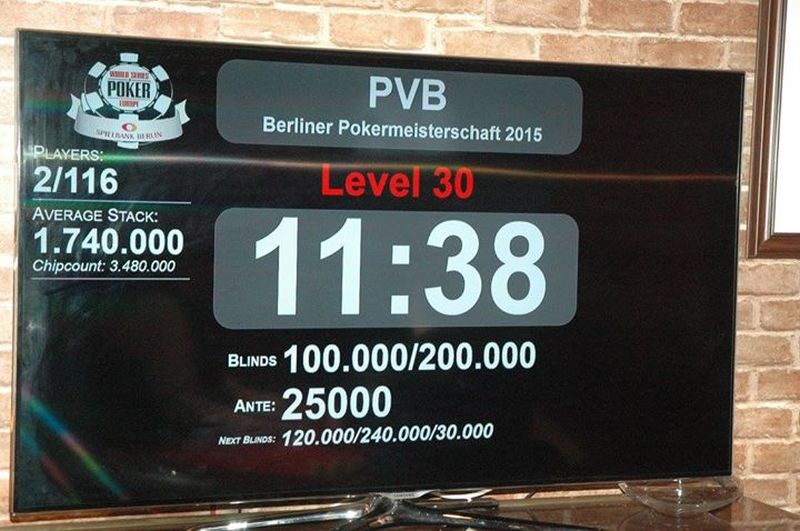 WORLD SERIES
POKER
EUROPE
SPIELBANK BERLIN
PVB
Berliner Pokermeisterschaft 2015
PLAYERS:
2/116
AVERAGE STACK:
1.740.000
Chipcount: 3.480.000
Level 30
11:38
BLINDS 100.000/200.000
ANTE: 25000
NEXT BLINDS: 120.000/240.000/30.000
SAMSUNG